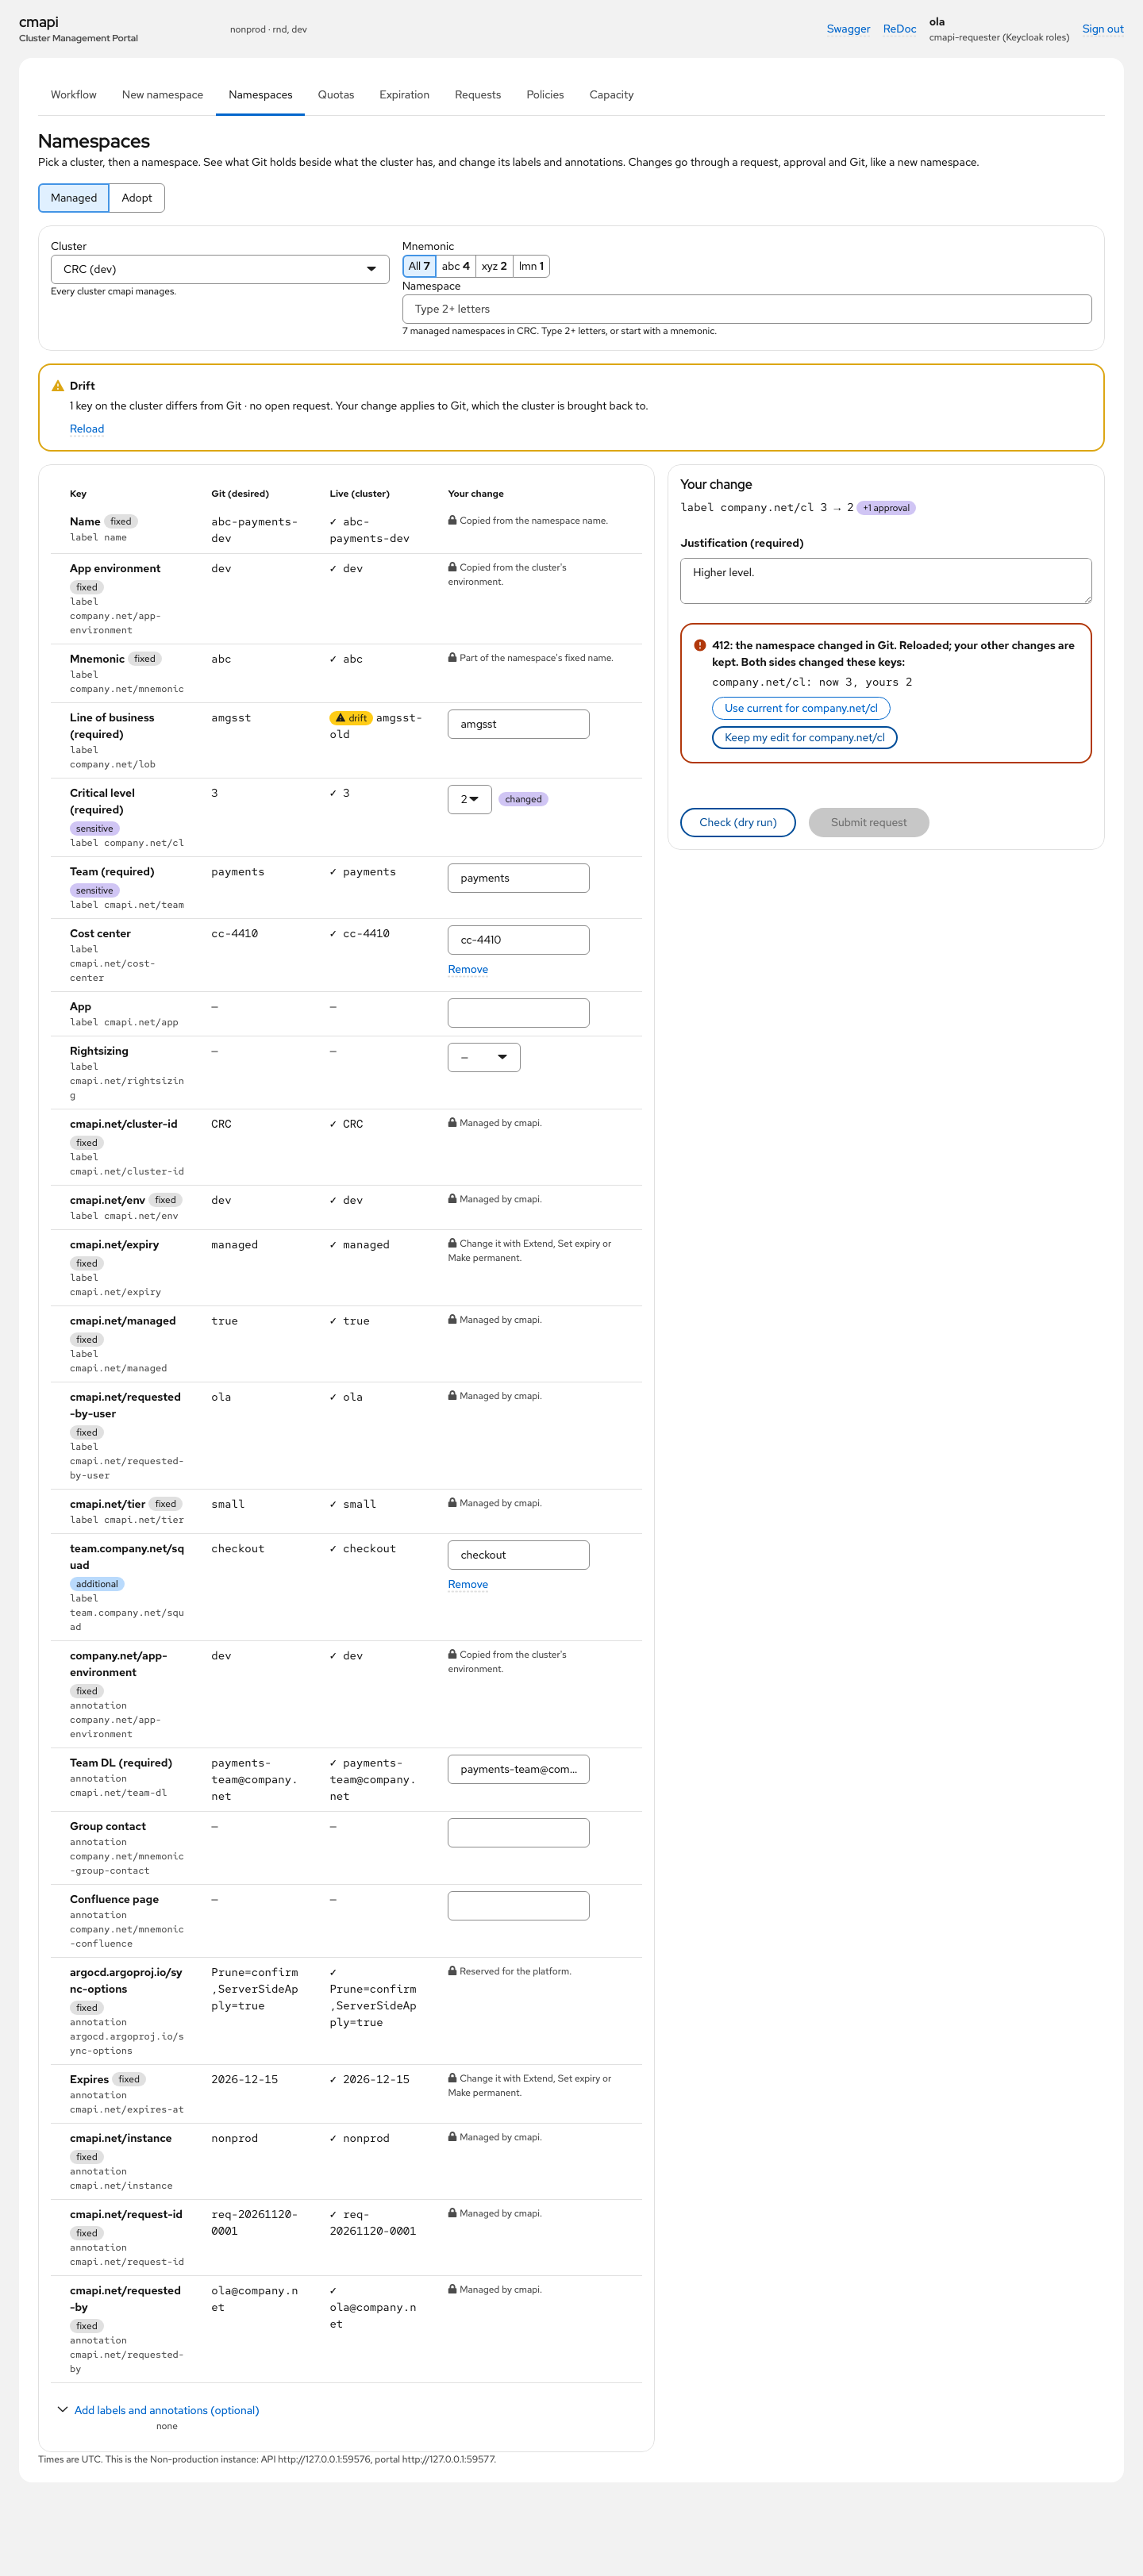 cmapi
Cluster Management Portal
nonprod · rnd, dev
Swagger
ReDoc
ola
cmapi-requester (Keycloak roles)
Sign out
Workflow
New namespace
Namespaces
Quotas
Expiration
Requests
Policies
Capacity
Namespaces
Pick a cluster, then a namespace. See what Git holds beside what the cluster has, and change its labels and annotations. Changes go through a request, approval and Git, like a new namespace.
Managed
Adopt
Cluster
CRC (dev)
Every cluster cmapi manages.
Mnemonic
All 7
abc 4
xyz 2
lmn 1
Namespace
Type 2+ letters
7 managed namespaces in CRC. Type 2+ letters, or start with a mnemonic.
Drift
1 key on the cluster differs from Git · no open request. Your change applies to Git, which the cluster is brought back to.
Reload
Key
Git (desired)
Live (cluster)
Your change
Name fixed
label name
abc-payments-
dev
✓ abc-
payments-dev
Copied from the namespace name.
App environment
fixed
label
company.net/app-
environment
dev
✓ dev
Copied from the cluster's
environment.
Mnemonic fixed
label
company.net/mnemonic
abc
✓ abc
Part of the namespace's fixed name.
Line of business
(required)
label
company.net/lob
amgsst
drift amgsst-
old
amgsst
Critical level
(required)
sensitive
label company.net/cl
3
✓ 3
2
changed
Team (required)
sensitive
label cmapi.net/team
payments
✓ payments
payments
Cost center
label
cmapi.net/cost-
center
cc-4410
✓ cc-4410
cc-4410
Remove
App
label cmapi.net/app
—
—
Rightsizing
label
cmapi.net/rightsizin
g
—
—
—
cmapi.net/cluster-id
fixed
label
cmapi.net/cluster-id
CRC
✓ CRC
Managed by cmapi.
cmapi.net/env fixed
label cmapi.net/env
dev
✓ dev
Managed by cmapi.
cmapi.net/expiry
fixed
label
cmapi.net/expiry
managed
✓ managed
Change it with Extend, Set expiry or
Make permanent.
cmapi.net/managed
fixed
label
cmapi.net/managed
true
✓ true
Managed by cmapi.
cmapi.net/requested
-by-user
fixed
label
cmapi.net/requested-
by-user
ola
✓ ola
Managed by cmapi.
cmapi.net/tier fixed
label cmapi.net/tier
small
✓ small
Managed by cmapi.
team.company.net/sq
uad
additional
label
team.company.net/squ
ad
checkout
✓ checkout
checkout
Remove
company.net/app-
environment
fixed
annotation
company.net/app-
environment
dev
✓ dev
Copied from the cluster's
environment.
Team DL (required)
annotation
cmapi.net/team-dl
payments-
team@company.
net
✓ payments-
team@company.
net
payments-team@com...
Group contact
annotation
company.net/mnemonic
-group-contact
—
—
Confluence page
annotation
company.net/mnemonic
-confluence
—
—
argocd.argoproj.io/sy
nc-options
fixed
annotation
argocd.argoproj.io/s
ync-options
Prune=confirm
,ServerSideAp
ply=true
✓
Prune=confirm
,ServerSideAp
ply=true
Reserved for the platform.
Expires fixed
annotation
cmapi.net/expires-at
2026-12-15
✓ 2026-12-15
Change it with Extend, Set expiry or
Make permanent.
cmapi.net/instance
fixed
annotation
cmapi.net/instance
nonprod
✓ nonprod
Managed by cmapi.
cmapi.net/request-id
fixed
annotation
cmapi.net/request-id
req-20261120-
0001
✓ req-
20261120-0001
Managed by cmapi.
cmapi.net/requested
-by
fixed
annotation
cmapi.net/requested-
by
ola@company.n
et
✓
ola@company.n
et
Managed by cmapi.
Add labels and annotations (optional)
none
Your change
label company.net/cl 3 → 2 +1 approval
Justification (required)
Higher level.
412: the namespace changed in Git. Reloaded; your other changes are
kept. Both sides changed these keys:
company.net/cl: now 3, yours 2
Use current for company.net/cl
Keep my edit for company.net/cl
Check (dry run)
Submit request
Times are UTC. This is the Non-production instance: API http://127.0.0.1:59576, portal http://127.0.0.1:59577.